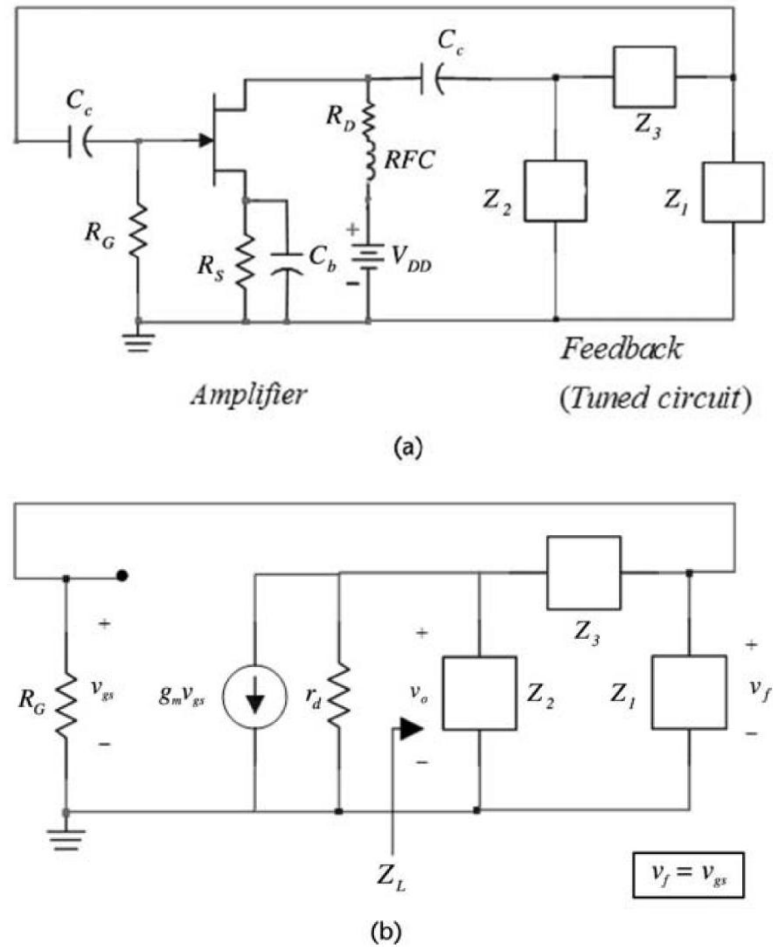 C_c
C_c
Z_3
R_D
RFC
Z_2
Z_1
R_G
R_S
C_b
+
V_DD
−
Feedback
Amplifier
(Tuned circuit)
(a)
Z_3
+
+
+
R_G
v_gs
g_m v_gs
r_d
v_o
Z_2
Z_1
v_f
−
−
−
Z_L
v_f = v_gs
(b)